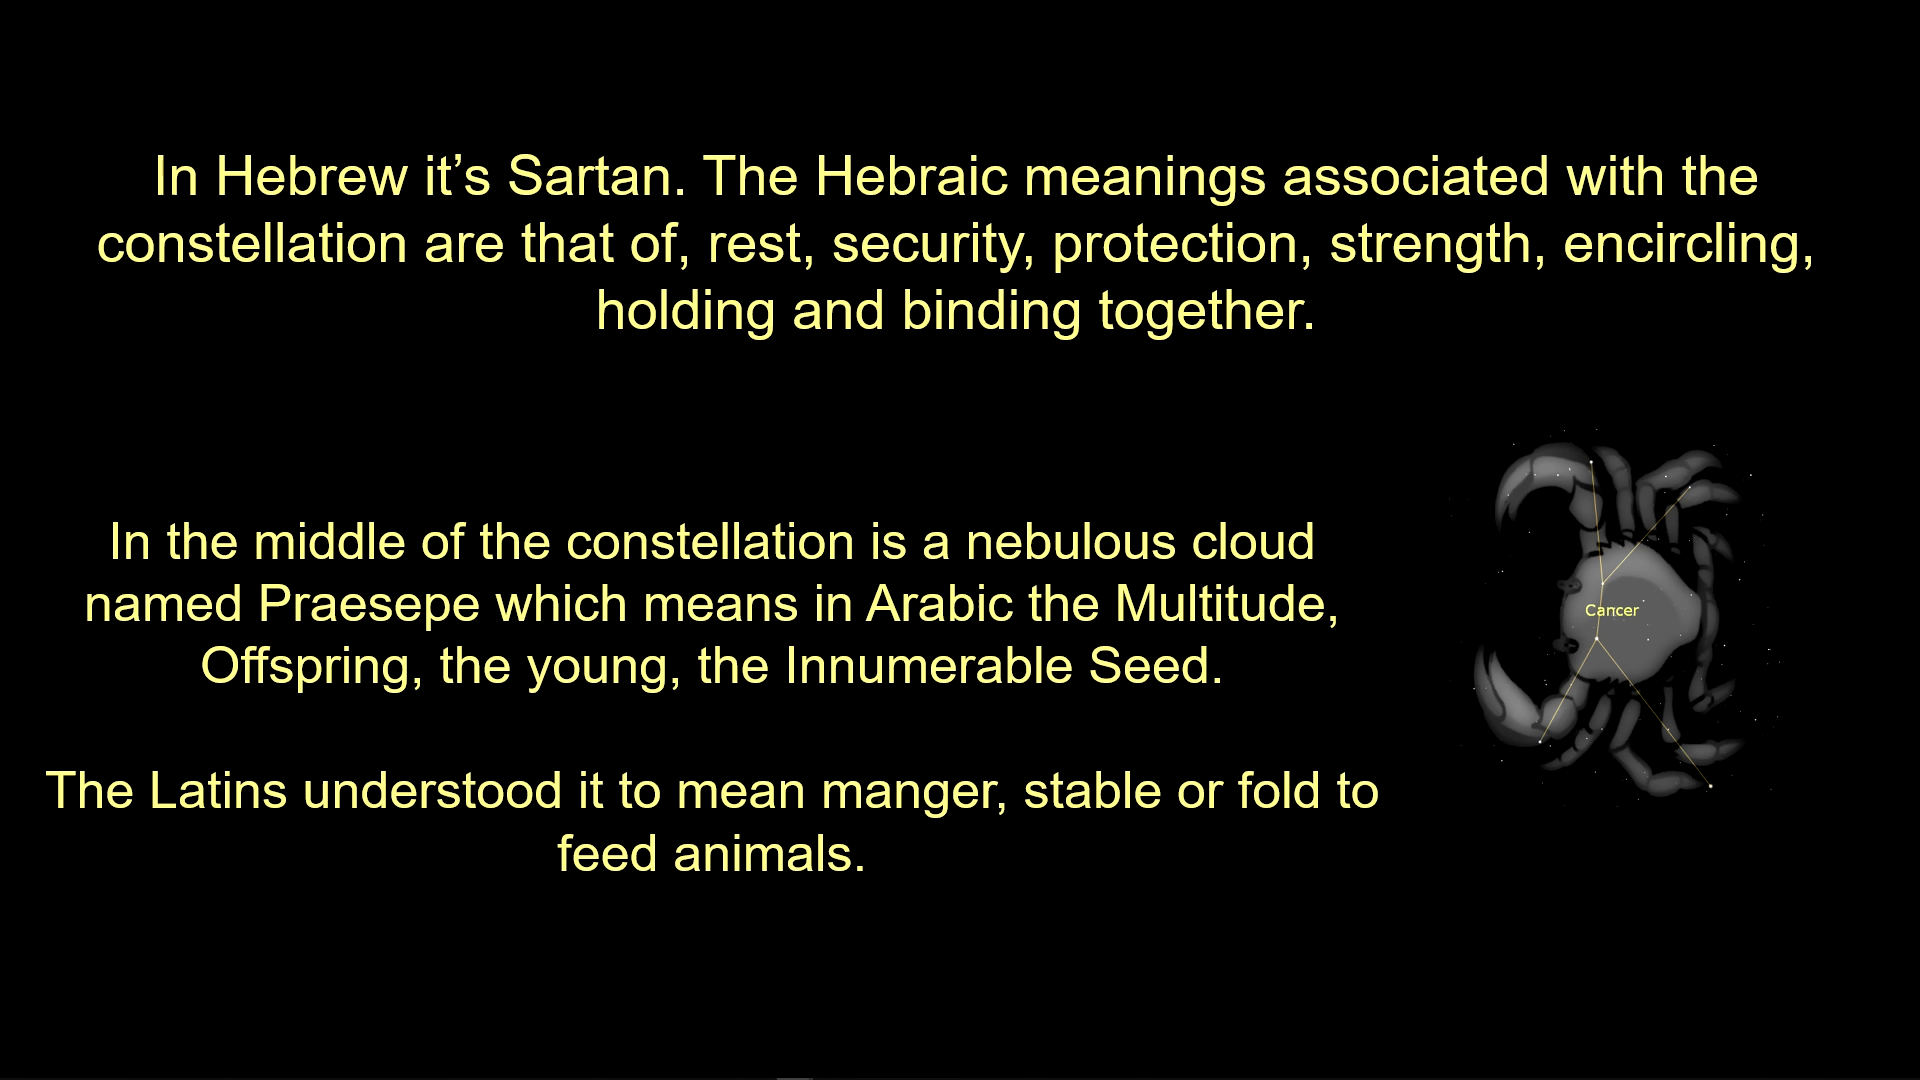 In Hebrew it’s Sartan. The Hebraic meanings associated with the
constellation are that of, rest, security, protection, strength, encircling,
holding and binding together.
In the middle of the constellation is a nebulous cloud
named Praesepe which means in Arabic the Multitude,
Offspring, the young, the Innumerable Seed.
Cancer
The Latins understood it to mean manger, stable or fold to
feed animals.